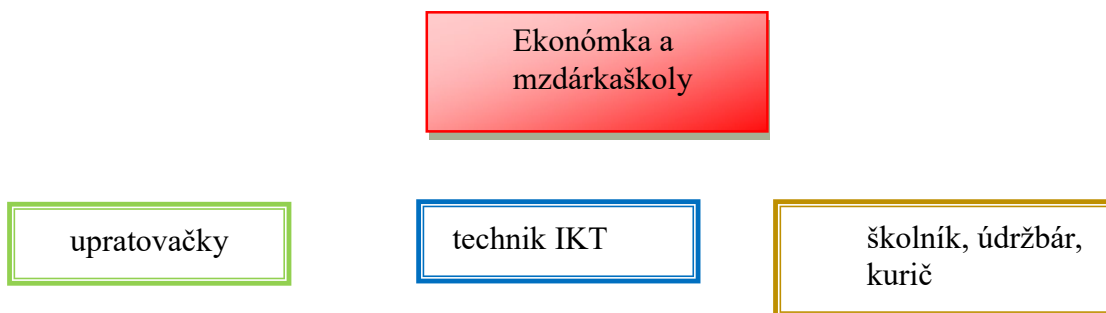 Ekonómka a
mzdárkaškoly
upratovačky
technik IKT
školník, údržbár,
kurič